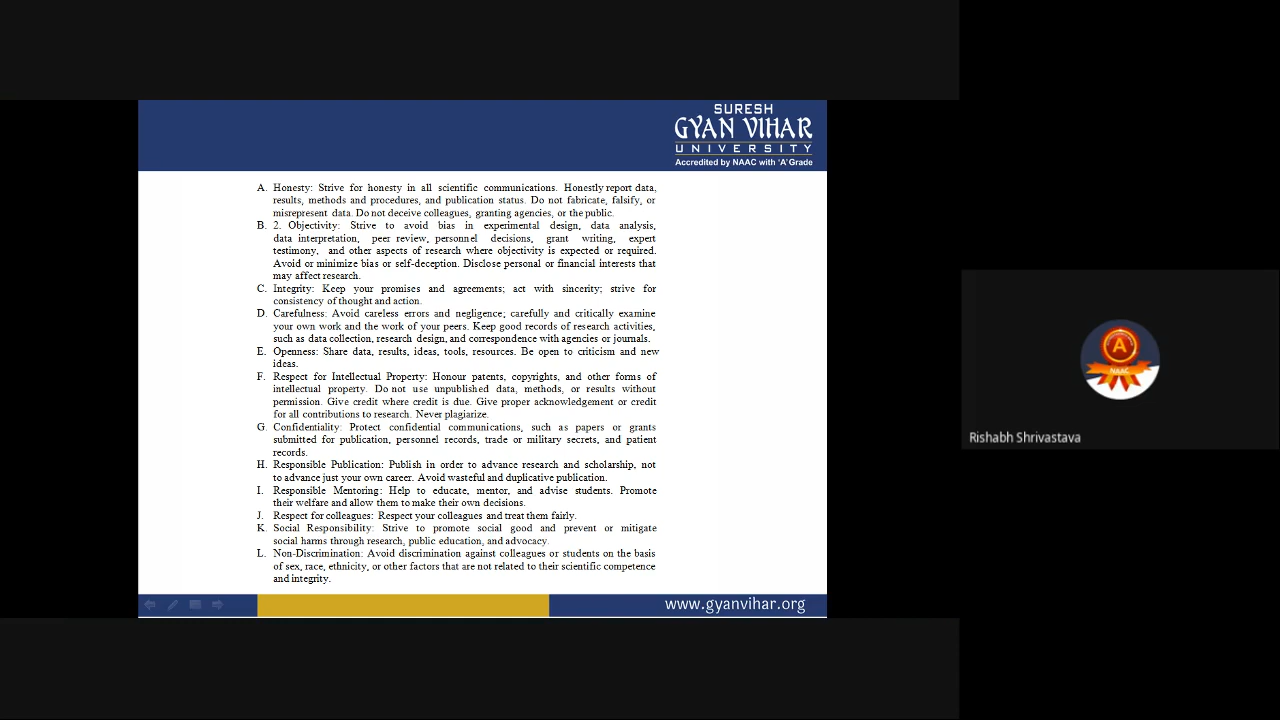 SURESH
GYAN VIHAR
UNIVERSITY
Accredited by NAAC with 'A' Grade
A. Honesty: Strive for honesty in all scientific communications. Honestly report data,
results, methods and procedures, and publication status. Do not fabricate, falsify, or
misrepresent data. Do not deceive colleagues, granting agencies, or the public.
B. 2. Objectivity: Strive to avoid bias in experimental design, data analysis,
data interpretation, peer review, personnel decisions, grant writing, expert
testimony, and other aspects of research where objectivity is expected or required.
Avoid or minimize bias or self-deception. Disclose personal or financial interests that
may affect research.
C. Integrity: Keep your promises and agreements; act with sincerity; strive for
consistency of thought and action.
D. Carefulness: Avoid careless errors and negligence; carefully and critically examine
your own work and the work of your peers. Keep good records of research activities,
such as data collection, research design, and correspondence with agencies or journals.
E. Openness: Share data, results, ideas, tools, resources. Be open to criticism and new
ideas.
F. Respect for Intellectual Property: Honour patents, copyrights, and other forms of
intellectual property. Do not use unpublished data, methods, or results without
permission. Give credit where credit is due. Give proper acknowledgement or credit
for all contributions to research. Never plagiarize.
G. Confidentiality: Protect confidential communications, such as papers or grants
submitted for publication, personnel records, trade or military secrets, and patient
records.
H. Responsible Publication: Publish in order to advance research and scholarship, not
to advance just your own career. Avoid wasteful and duplicative publication.
I. Responsible Mentoring: Help to educate, mentor, and advise students. Promote
their welfare and allow them to make their own decisions.
J. Respect for colleagues: Respect your colleagues and treat them fairly.
K. Social Responsibility: Strive to promote social good and prevent or mitigate
social harms through research, public education, and advocacy.
L. Non-Discrimination: Avoid discrimination against colleagues or students on the basis
of sex, race, ethnicity, or other factors that are not related to their scientific competence
and integrity.
www.gyanvihar.org
A
NAAC
Rishabh Shrivastava